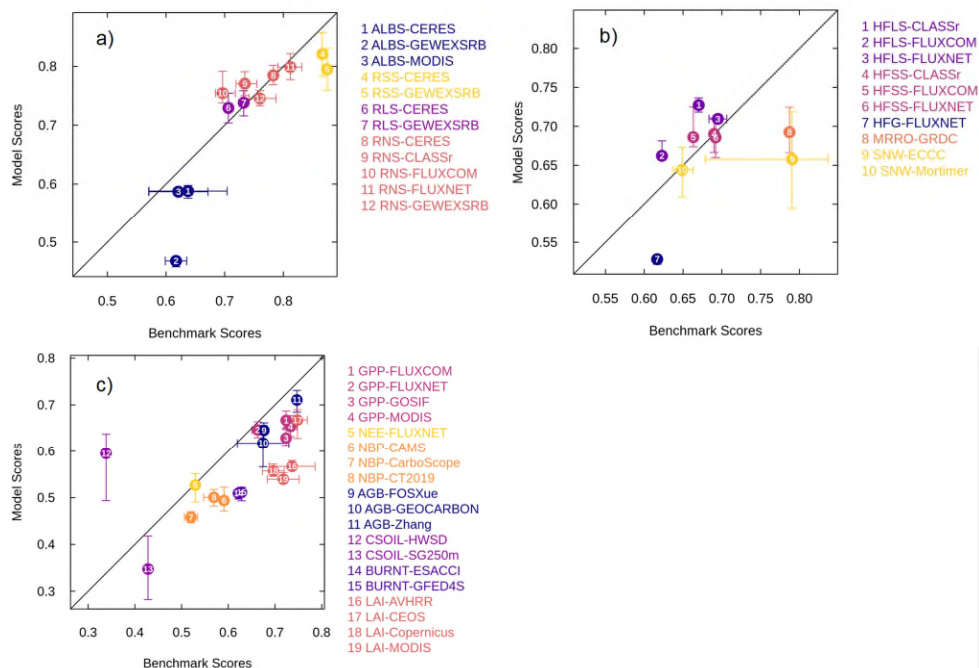 a)
Model Scores
0.8
0.7
0.6
0.5
0.5 0.6 0.7 0.8
Benchmark Scores
1 ALBS-CERES
2 ALBS-GEWEXSRB
3 ALBS-MODIS
4 RSS-CERES
5 RSS-GEWEXSRB
6 RLS-CERES
7 RLS-GEWEXSRB
8 RNS-CERES
9 RNS-CLASSr
10 RNS-FLUXCOM
11 RNS-FLUXNET
12 RNS-GEWEXSRB
b)
Model Scores
0.80
0.75
0.70
0.65
0.60
0.55
0.55 0.60 0.65 0.70 0.75 0.80
Benchmark Scores
1 HFLS-CLASSr
2 HFLS-FLUXCOM
3 HFLS-FLUXNET
4 HFSS-CLASSr
5 HFSS-FLUXCOM
6 HFSS-FLUXNET
7 HFG-FLUXNET
8 MRRO-GRDC
9 SNW-ECCC
10 SNW-Mortimer
c)
Model Scores
0.8
0.7
0.6
0.5
0.4
0.3
0.3 0.4 0.5 0.6 0.7 0.8
Benchmark Scores
1 GPP-FLUXCOM
2 GPP-FLUXNET
3 GPP-GOSIF
4 GPP-MODIS
5 NEE-FLUXNET
6 NBP-CAMS
7 NBP-CarboScope
8 NBP-CT2019
9 AGB-FOSXue
10 AGB-GEOCARBON
11 AGB-Zhang
12 CSOIL-HWSD
13 CSOIL-SG250m
14 BURNT-ESACCI
15 BURNT-GFED4S
16 LAI-AVHRR
17 LAI-CEOS
18 LAI-Copernicus
19 LAI-MODIS